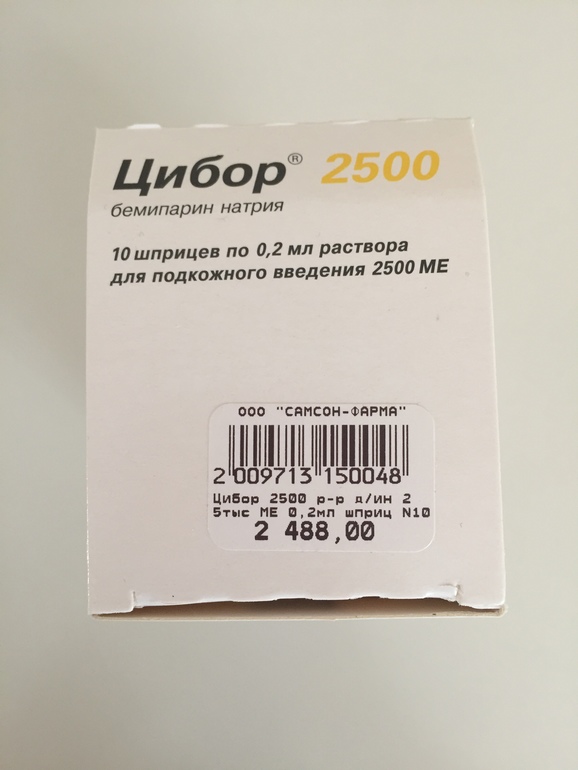 Цибор® 2500
бемипарин натрия
10 шприцев по 0,2 мл раствора
для подкожного введения 2500 МЕ
ООО "САМСОН-ФАРМА"
2 009713 150048
Цибор 2500 р-р д/ин 2
5тыс МЕ 0,2мл шприц N10
2 488,00